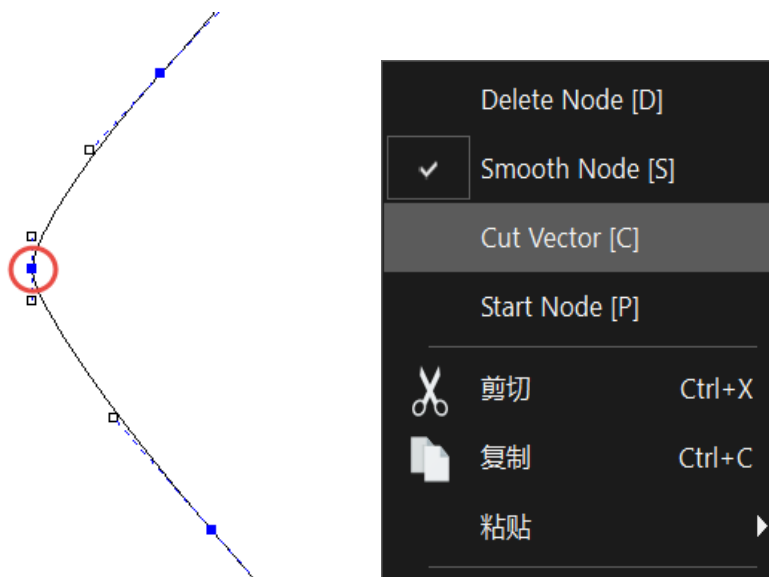 Delete Node [D]
Smooth Node [S]
Cut Vector [C]
Start Node [P]
剪切 Ctrl+X
复制 Ctrl+C
粘贴